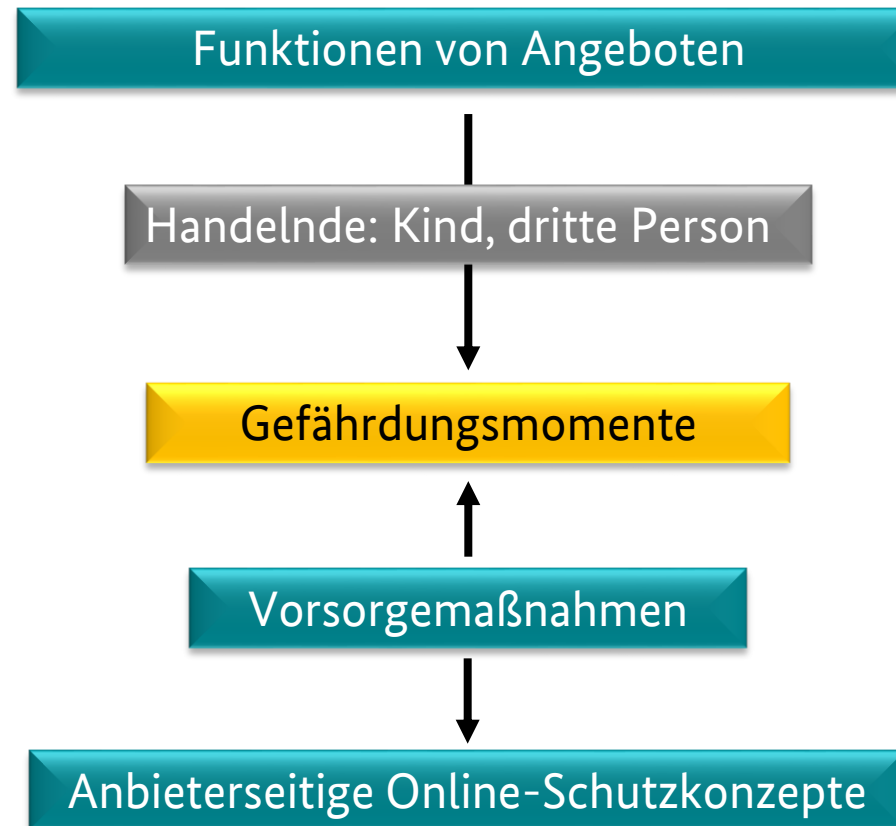 Funktionen von Angeboten
Handelnde: Kind, dritte Person
Gefährdungsmomente
Vorsorgemaßnahmen
Anbieterseitige Online-Schutzkonzepte